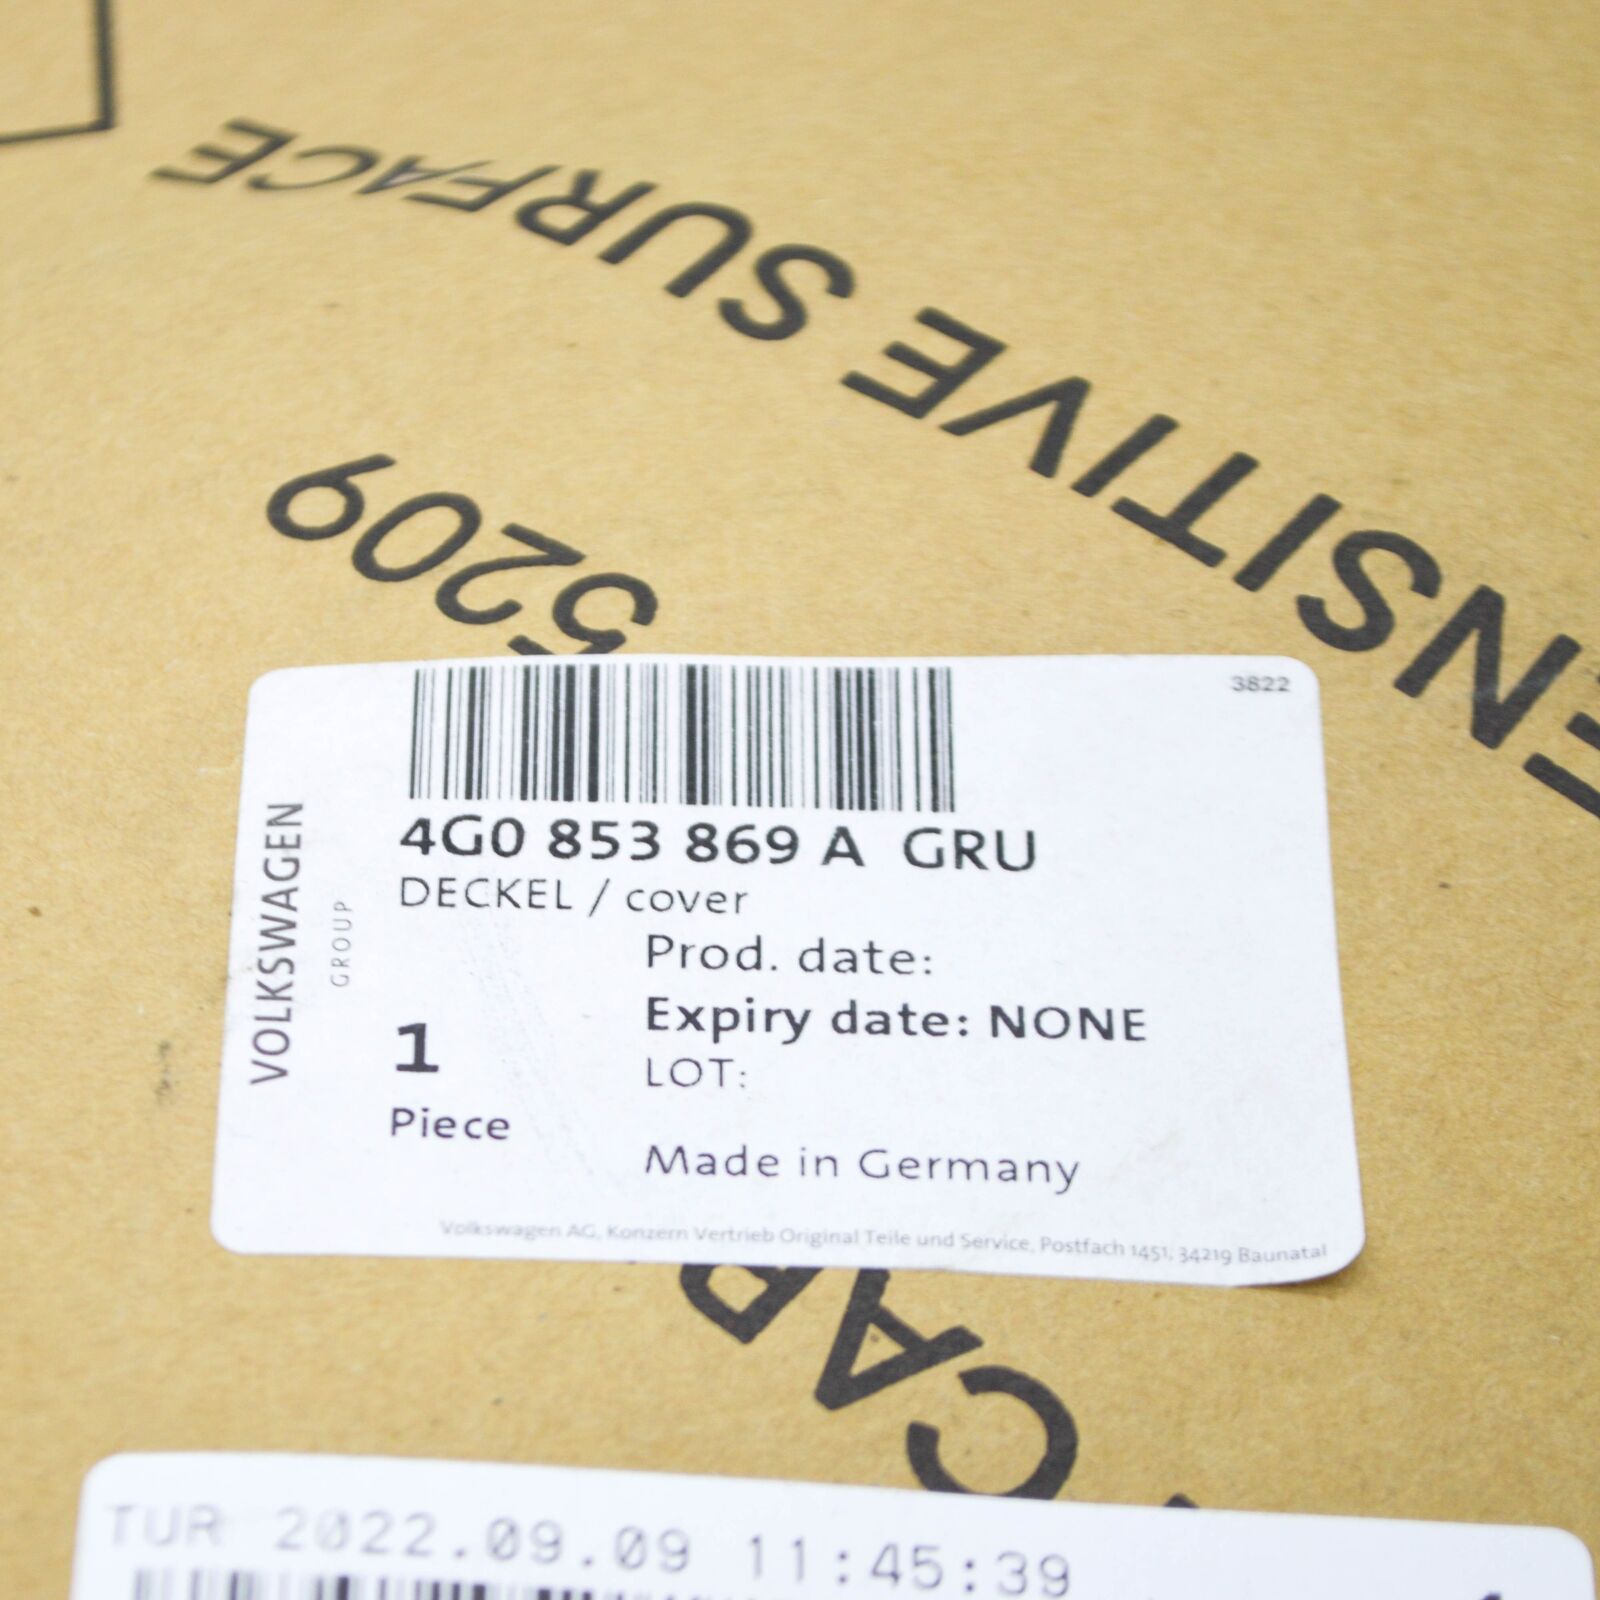 SENSITIVE SURFACE
5209
3822
VOLKSWAGEN
GROUP
4G0 853 869 A GRU
DECKEL / cover
Prod. date:
Expiry date: NONE
LOT:
1
Piece
Made in Germany
Volkswagen AG, Konzern Vertrieb Original Teile und Service, Postfach 1451, 34219 Baunatal
CAR
TUR 2022.09.09 11:45:39